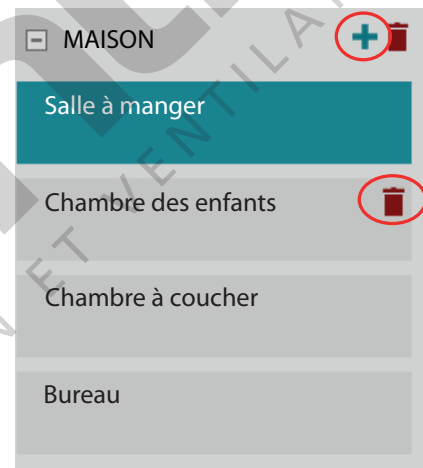 MAISON
Salle à manger
Chambre des enfants
Chambre à coucher
Bureau